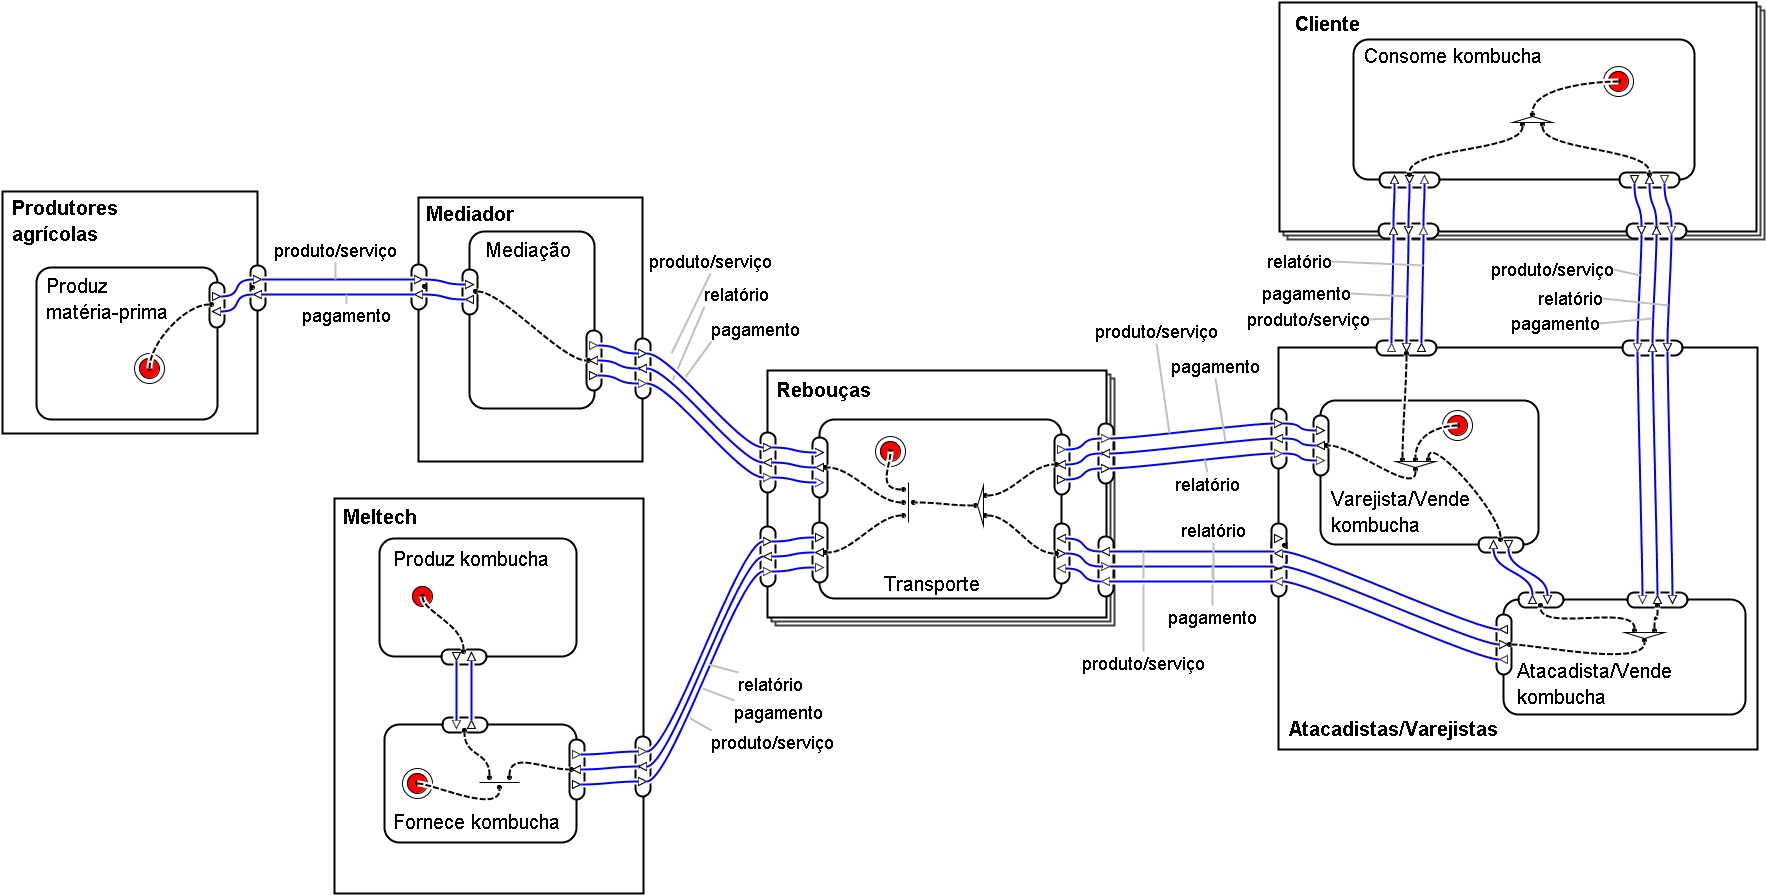 Cliente
Consome kombucha
Produtores
agrícolas
Produz
matéria-prima
produto/serviço
pagamento
Mediador
Mediação
produto/serviço
relatório
pagamento
relatório
pagamento
produto/serviço
produto/serviço
relatório
pagamento
Rebouças
Transporte
produto/serviço
pagamento
relatório
relatório
pagamento
produto/serviço
Meltech
Produz kombucha
Fornece kombucha
relatório
pagamento
produto/serviço
Varejista/Vende
kombucha
Atacadista/Vende
kombucha
Atacadistas/Varejistas